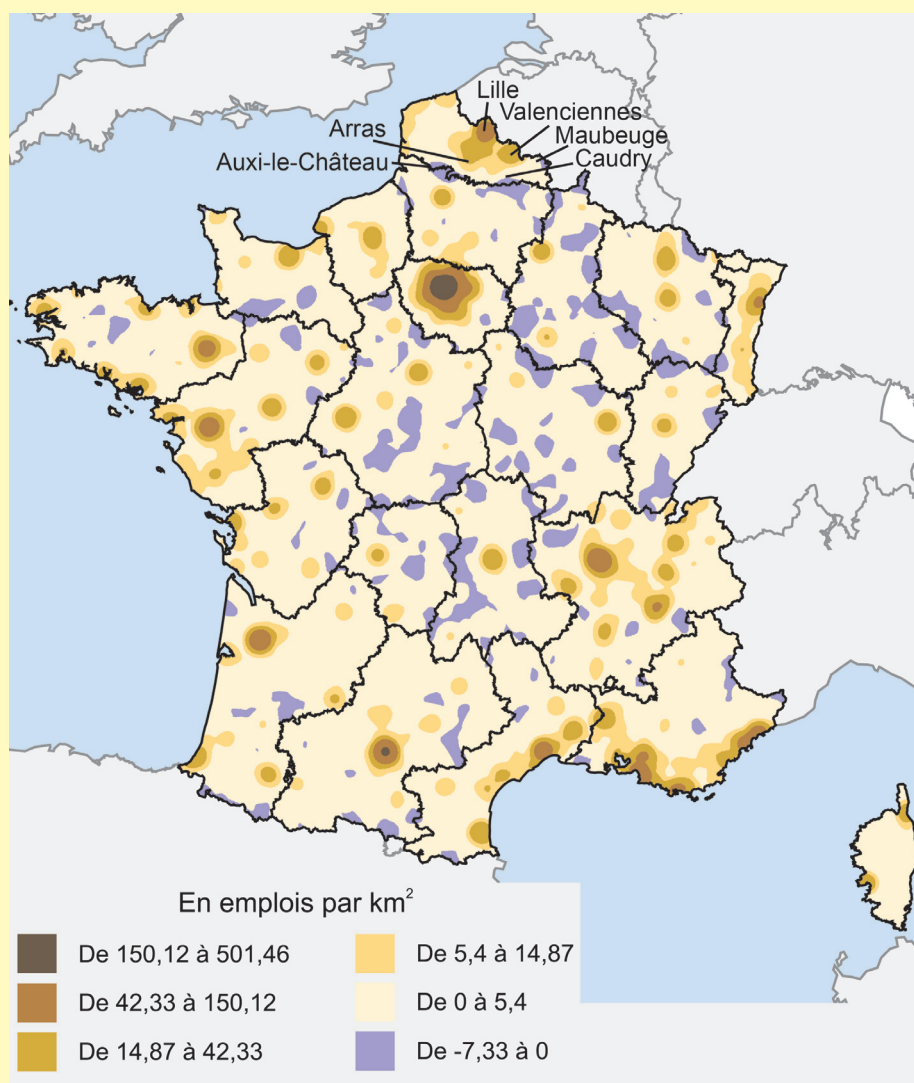 Lille
Valenciennes
Arras
Maubeuge
Auxi-le-Château
Caudry
En emplois par km²
De 150,12 à 501,46
De 5,4 à 14,87
De 42,33 à 150,12
De 0 à 5,4
De 14,87 à 42,33
De -7,33 à 0